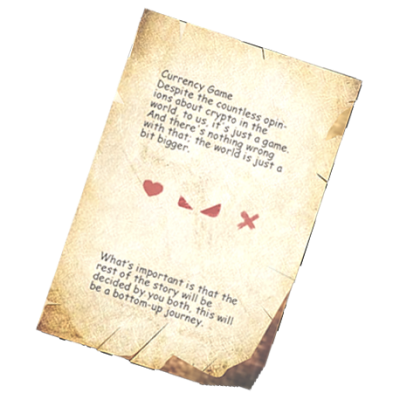 Currency Game
Despite the countless opin-
ions about crypto in the
world, to us, it's just a game.
And there's nothing wrong
with that; the world is just a
bit bigger.
What's important is that the
rest of the story will be
decided by you both, this will
be a bottom-up journey.